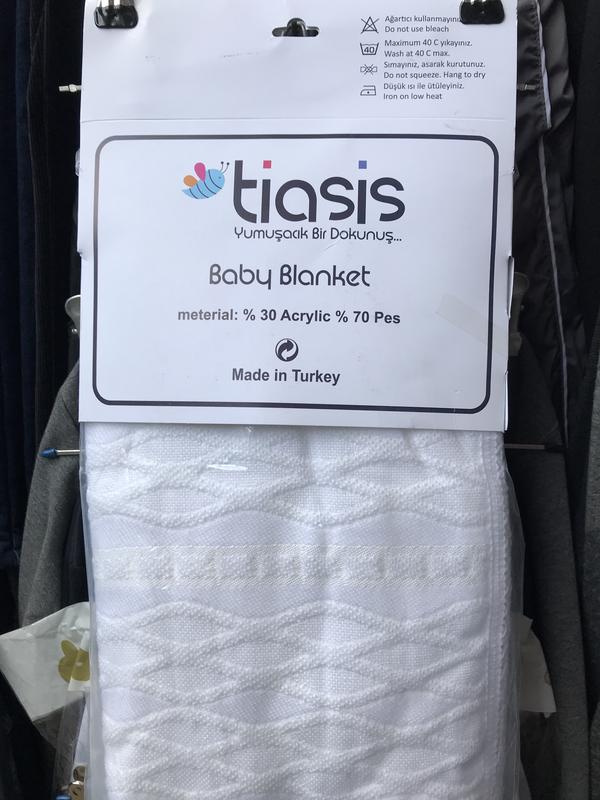 Ağartıcı kullanmayınız.
Do not use bleach
40
Maximum 40 C yıkayınız.
Wash at 40 C max.
Sımayınız, asarak kurutunuz.
Do not squeeze. Hang to dry
Düşük ısı ile ütüleyiniz.
Iron on low heat
tiasis
Yumuşacık Bir Dokunuş...
Baby Blanket
meterial: % 30 Acrylic % 70 Pes
Made in Turkey